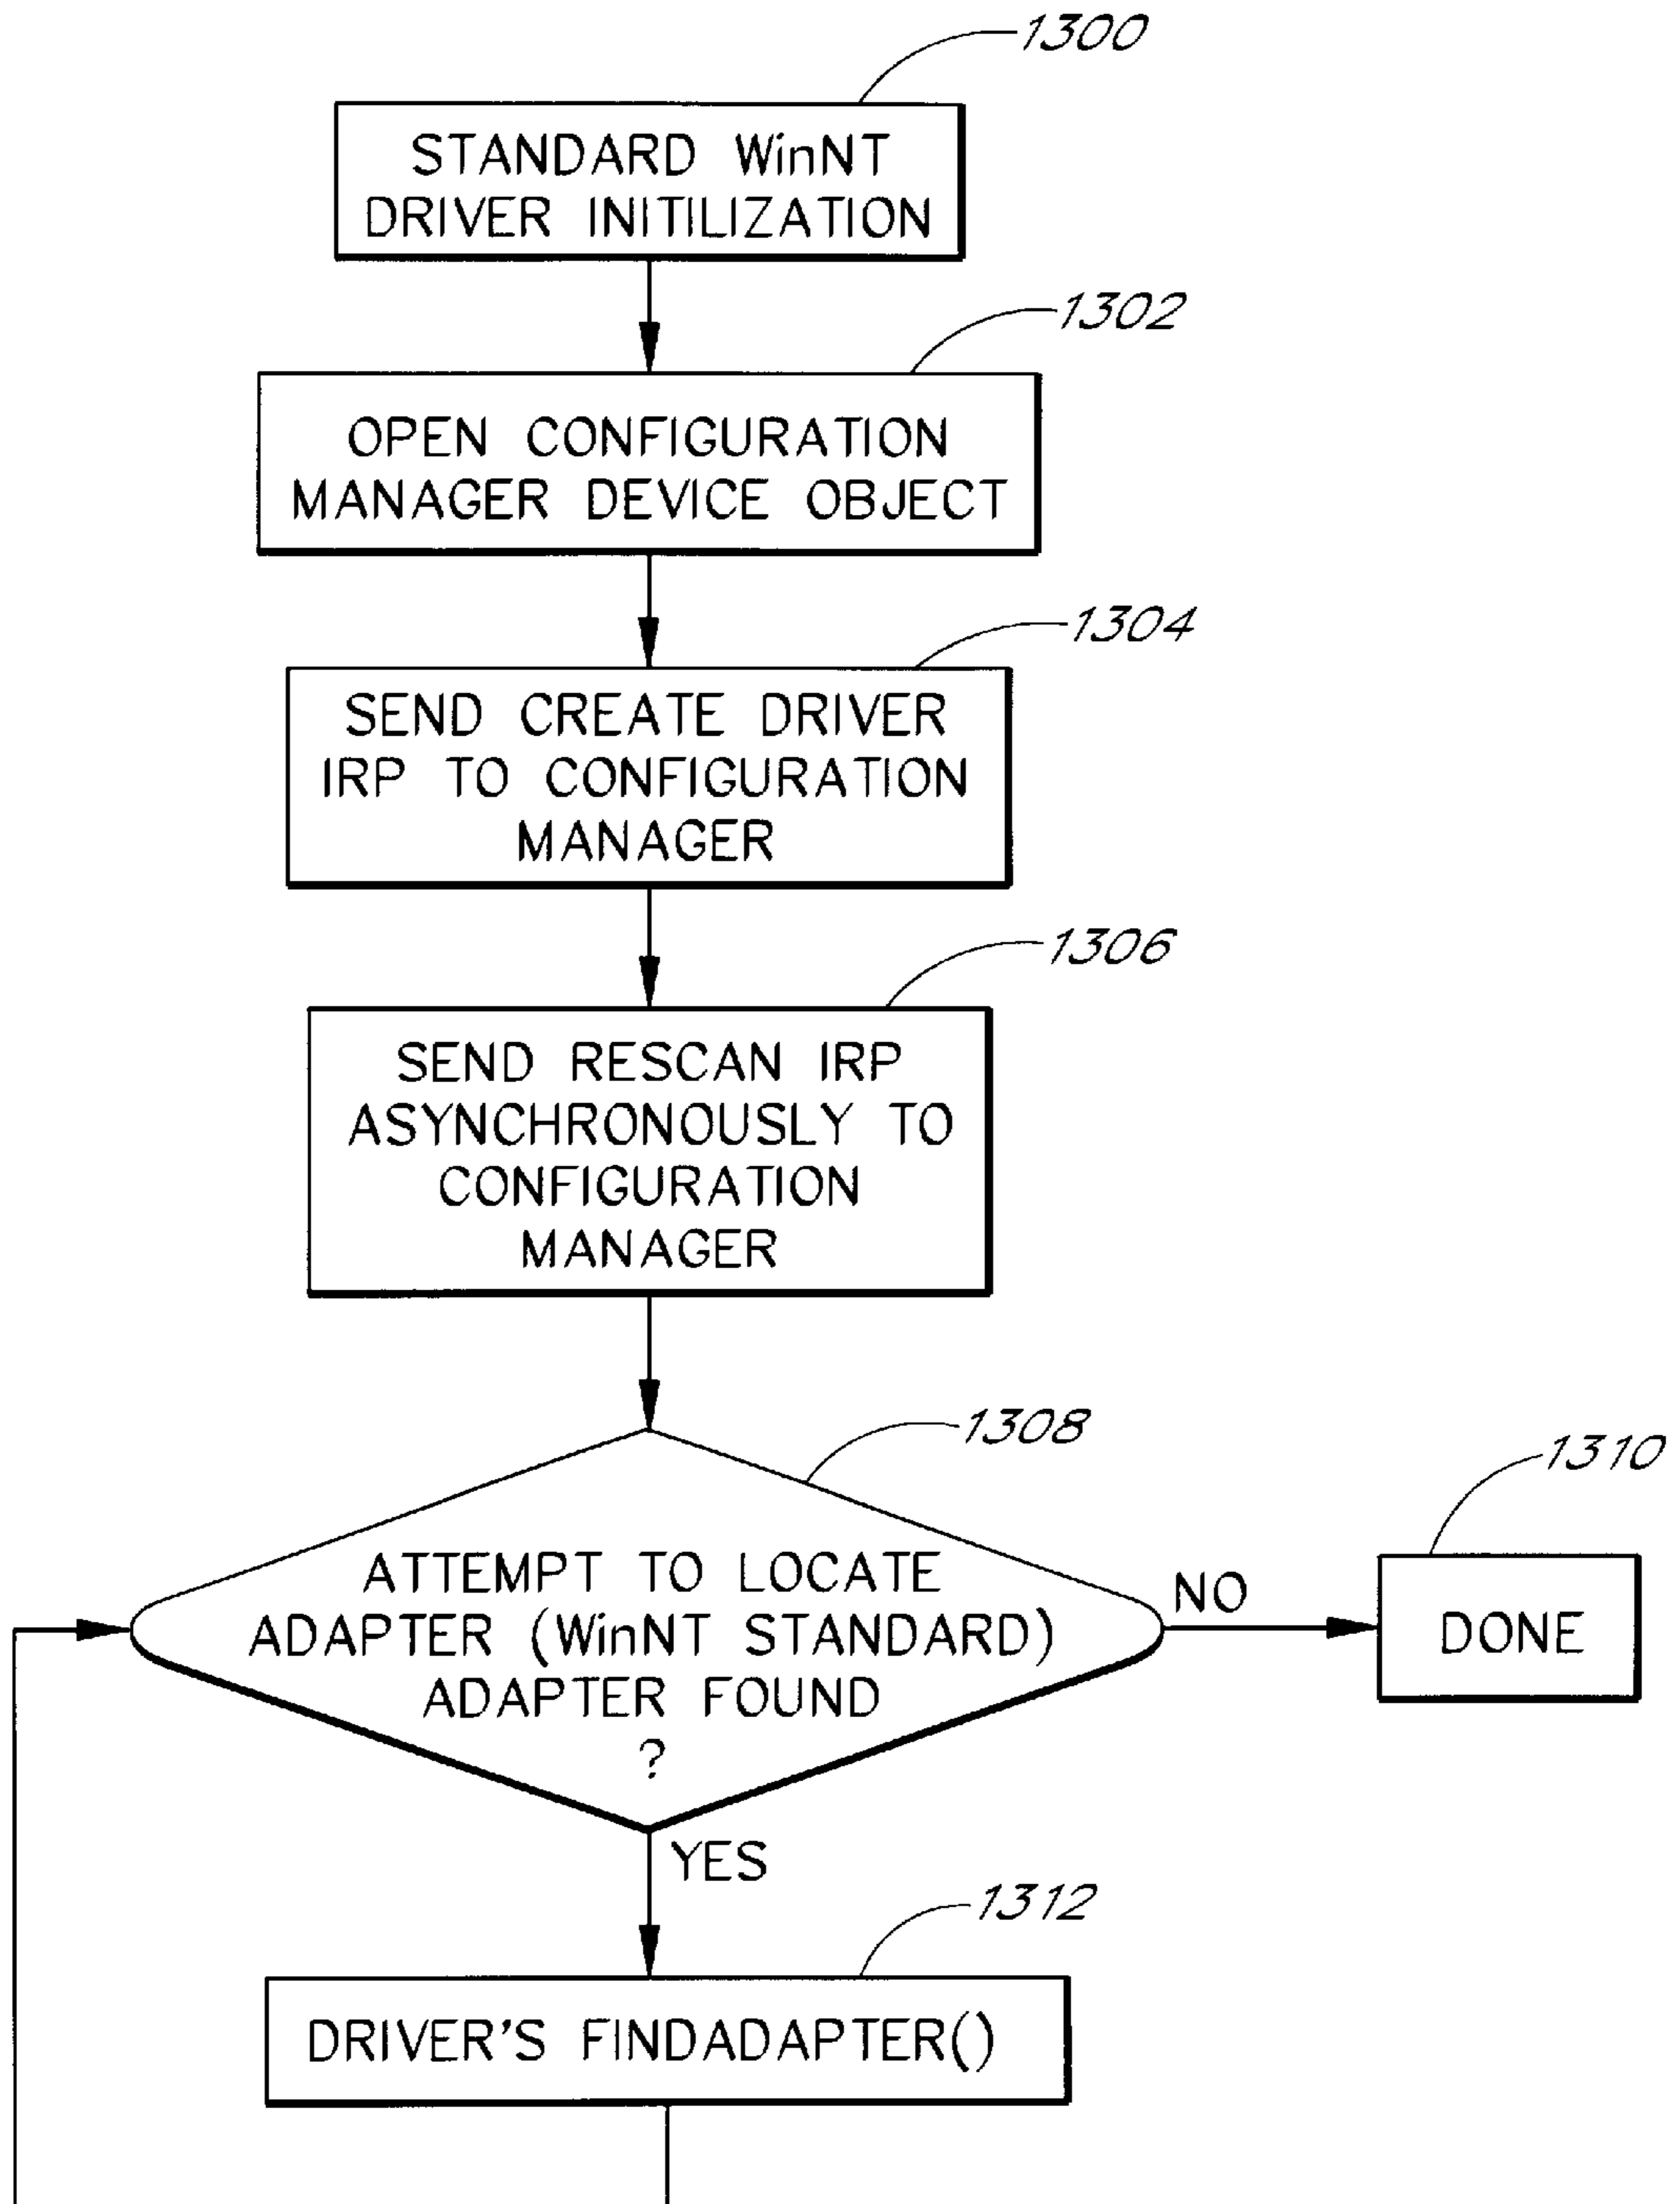 1300
STANDARD WinNT
DRIVER INITILIZATION
1302
OPEN CONFIGURATION
MANAGER DEVICE OBJECT
1304
SEND CREATE DRIVER
IRP TO CONFIGURATION
MANAGER
1306
SEND RESCAN IRP
ASYNCHRONOUSLY TO
CONFIGURATION
MANAGER
1308
ATTEMPT TO LOCATE
ADAPTER (WinNT STANDARD)
ADAPTER FOUND
?
NO
1310
DONE
YES
1312
DRIVER'S FINDADAPTER()